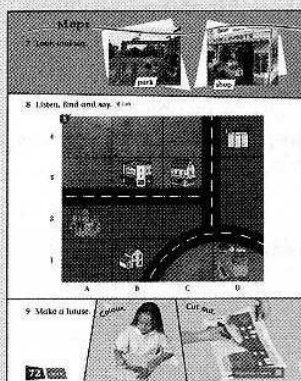 Maps
7 Look and say.
park
shop
8 Listen, find and say.
4
3
2
1
A B C D
9 Make a house.
Colour.
Cut out.
72